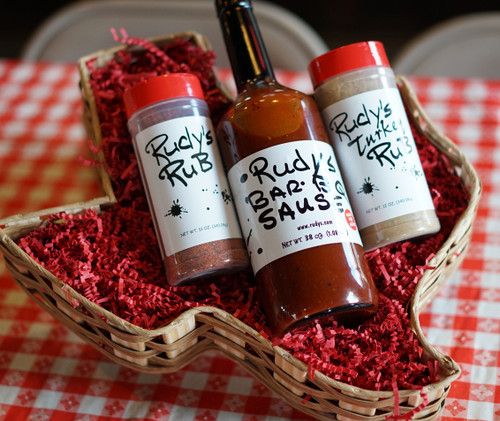 Rudy's
RuB
NET WT. 12 OZ.
Rudy's
BAR-B
SAUS
www.rudys.com
NET WT. 38 OZ.
Rudy's
Turkey
RuB
NET WT. 12 OZ.